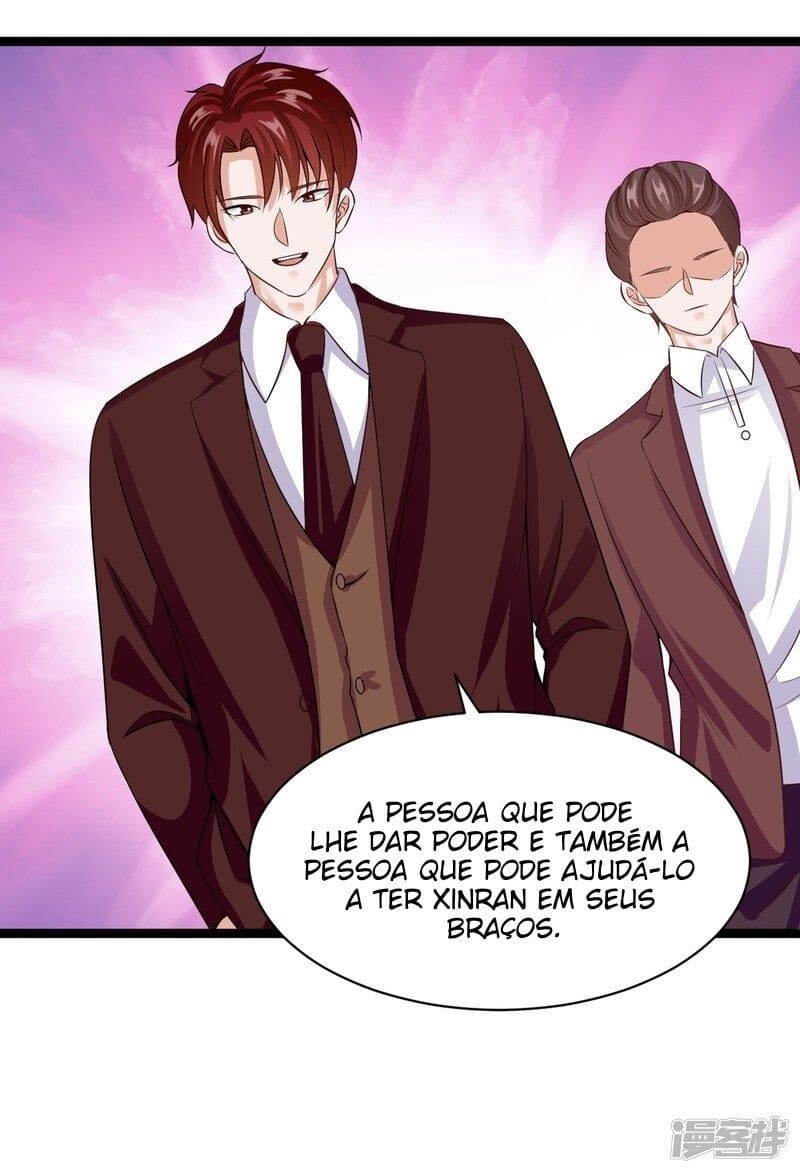 A PESSOA QUE PODE
LHE DAR PODER E TAMBÉM A
PESSOA QUE PODE AJUDÁ-LO
A TER XINRAN EM SEUS
BRAÇOS.
漫客栈